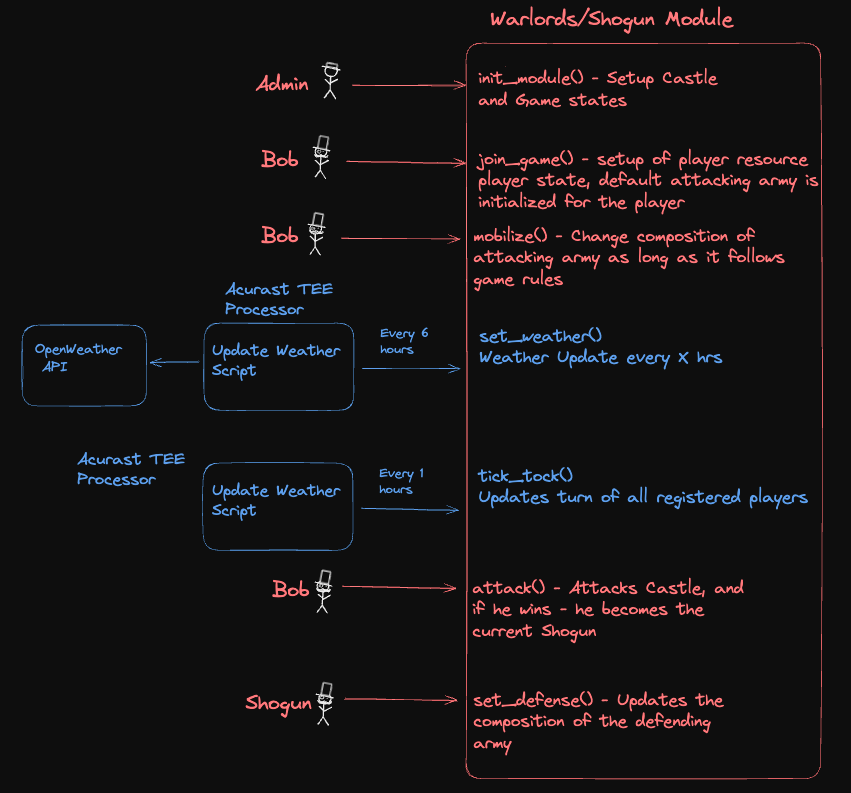 Warlords/Shogun Module
Admin
init_module() - Setup Castle
and Game states
Bob
join_game() - setup of player resource
player state, default attacking army is
initialized for the player
Bob
mobilize() - Change composition of
attacking army as long as it follows
game rules
Acurast TEE
Processor
OpenWeather
API
Update Weather
Script
Every 6
hours
set_weather()
Weather Update every X hrs
Acurast TEE
Processor
Update Weather
Script
Every 1
hours
tick_tock()
Updates turn of all registered players
Bob
attack() - Attacks Castle, and
if he wins - he becomes the
current Shogun
Shogun
set_defense() - Updates the
composition of the defending
army